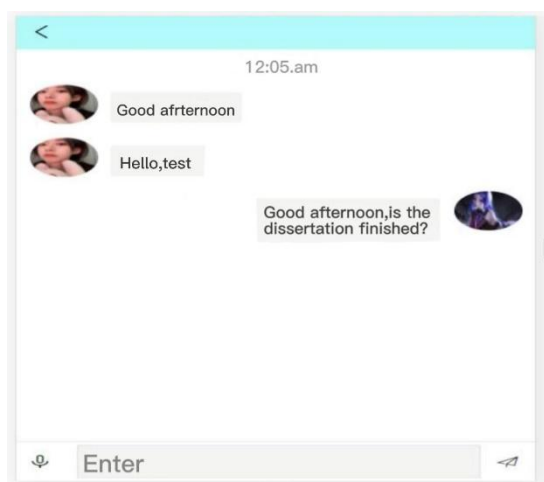 <
12:05.am
Good afrternoon
Hello,test
Good afternoon,is the
dissertation finished?
Enter